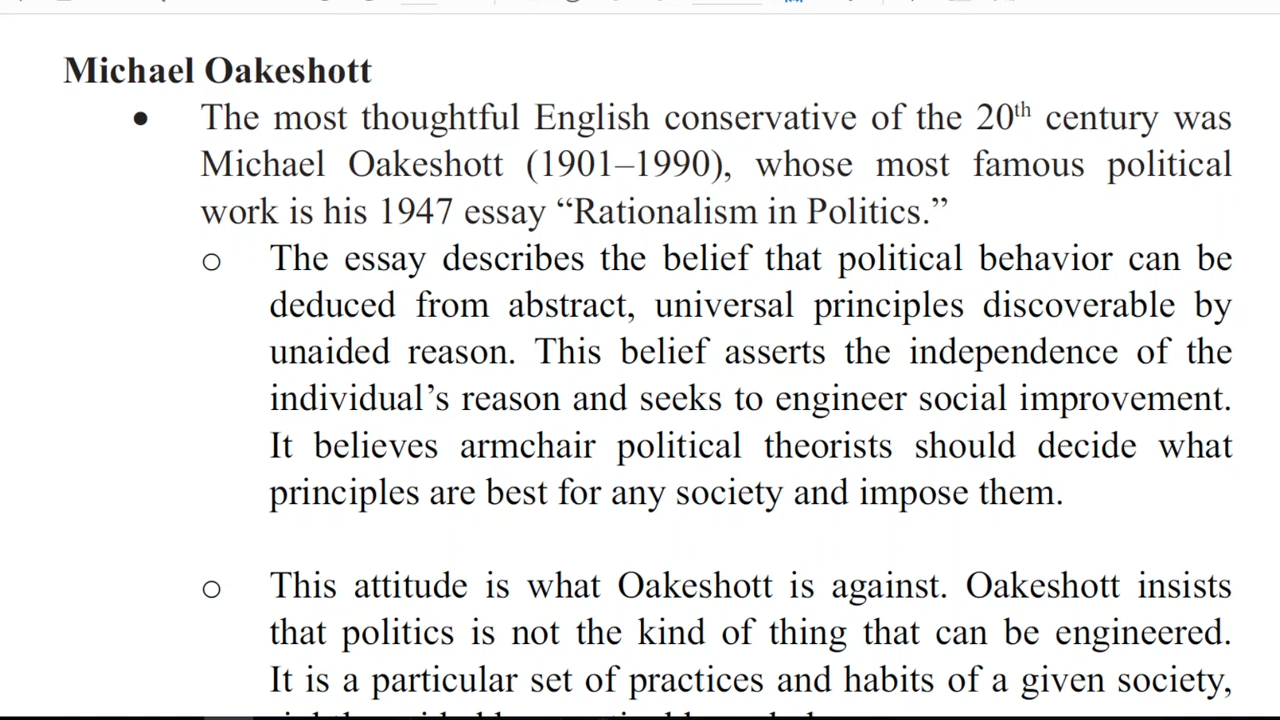 Michael Oakeshott
• The most thoughtful English conservative of the 20th century was
Michael Oakeshott (1901–1990), whose most famous political
work is his 1947 essay “Rationalism in Politics.”
o The essay describes the belief that political behavior can be
deduced from abstract, universal principles discoverable by
unaided reason. This belief asserts the independence of the
individual’s reason and seeks to engineer social improvement.
It believes armchair political theorists should decide what
principles are best for any society and impose them.
o This attitude is what Oakeshott is against. Oakeshott insists
that politics is not the kind of thing that can be engineered.
It is a particular set of practices and habits of a given society,